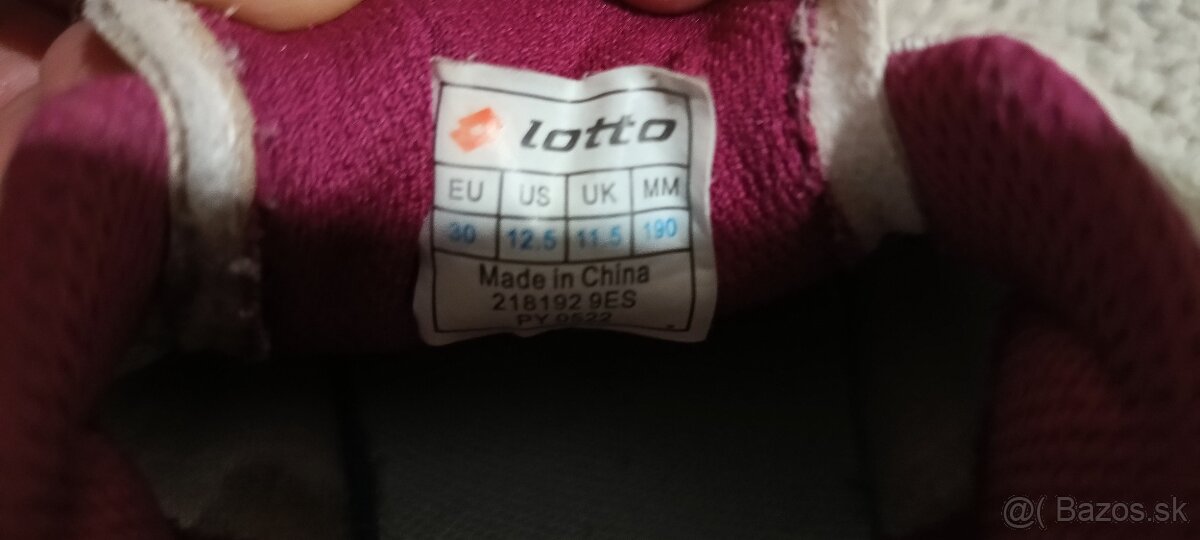 lotto
EU US UK MM
30 12.5 11.5 190
Made in China
218192 9ES
PY 0522
@( Bazos.sk